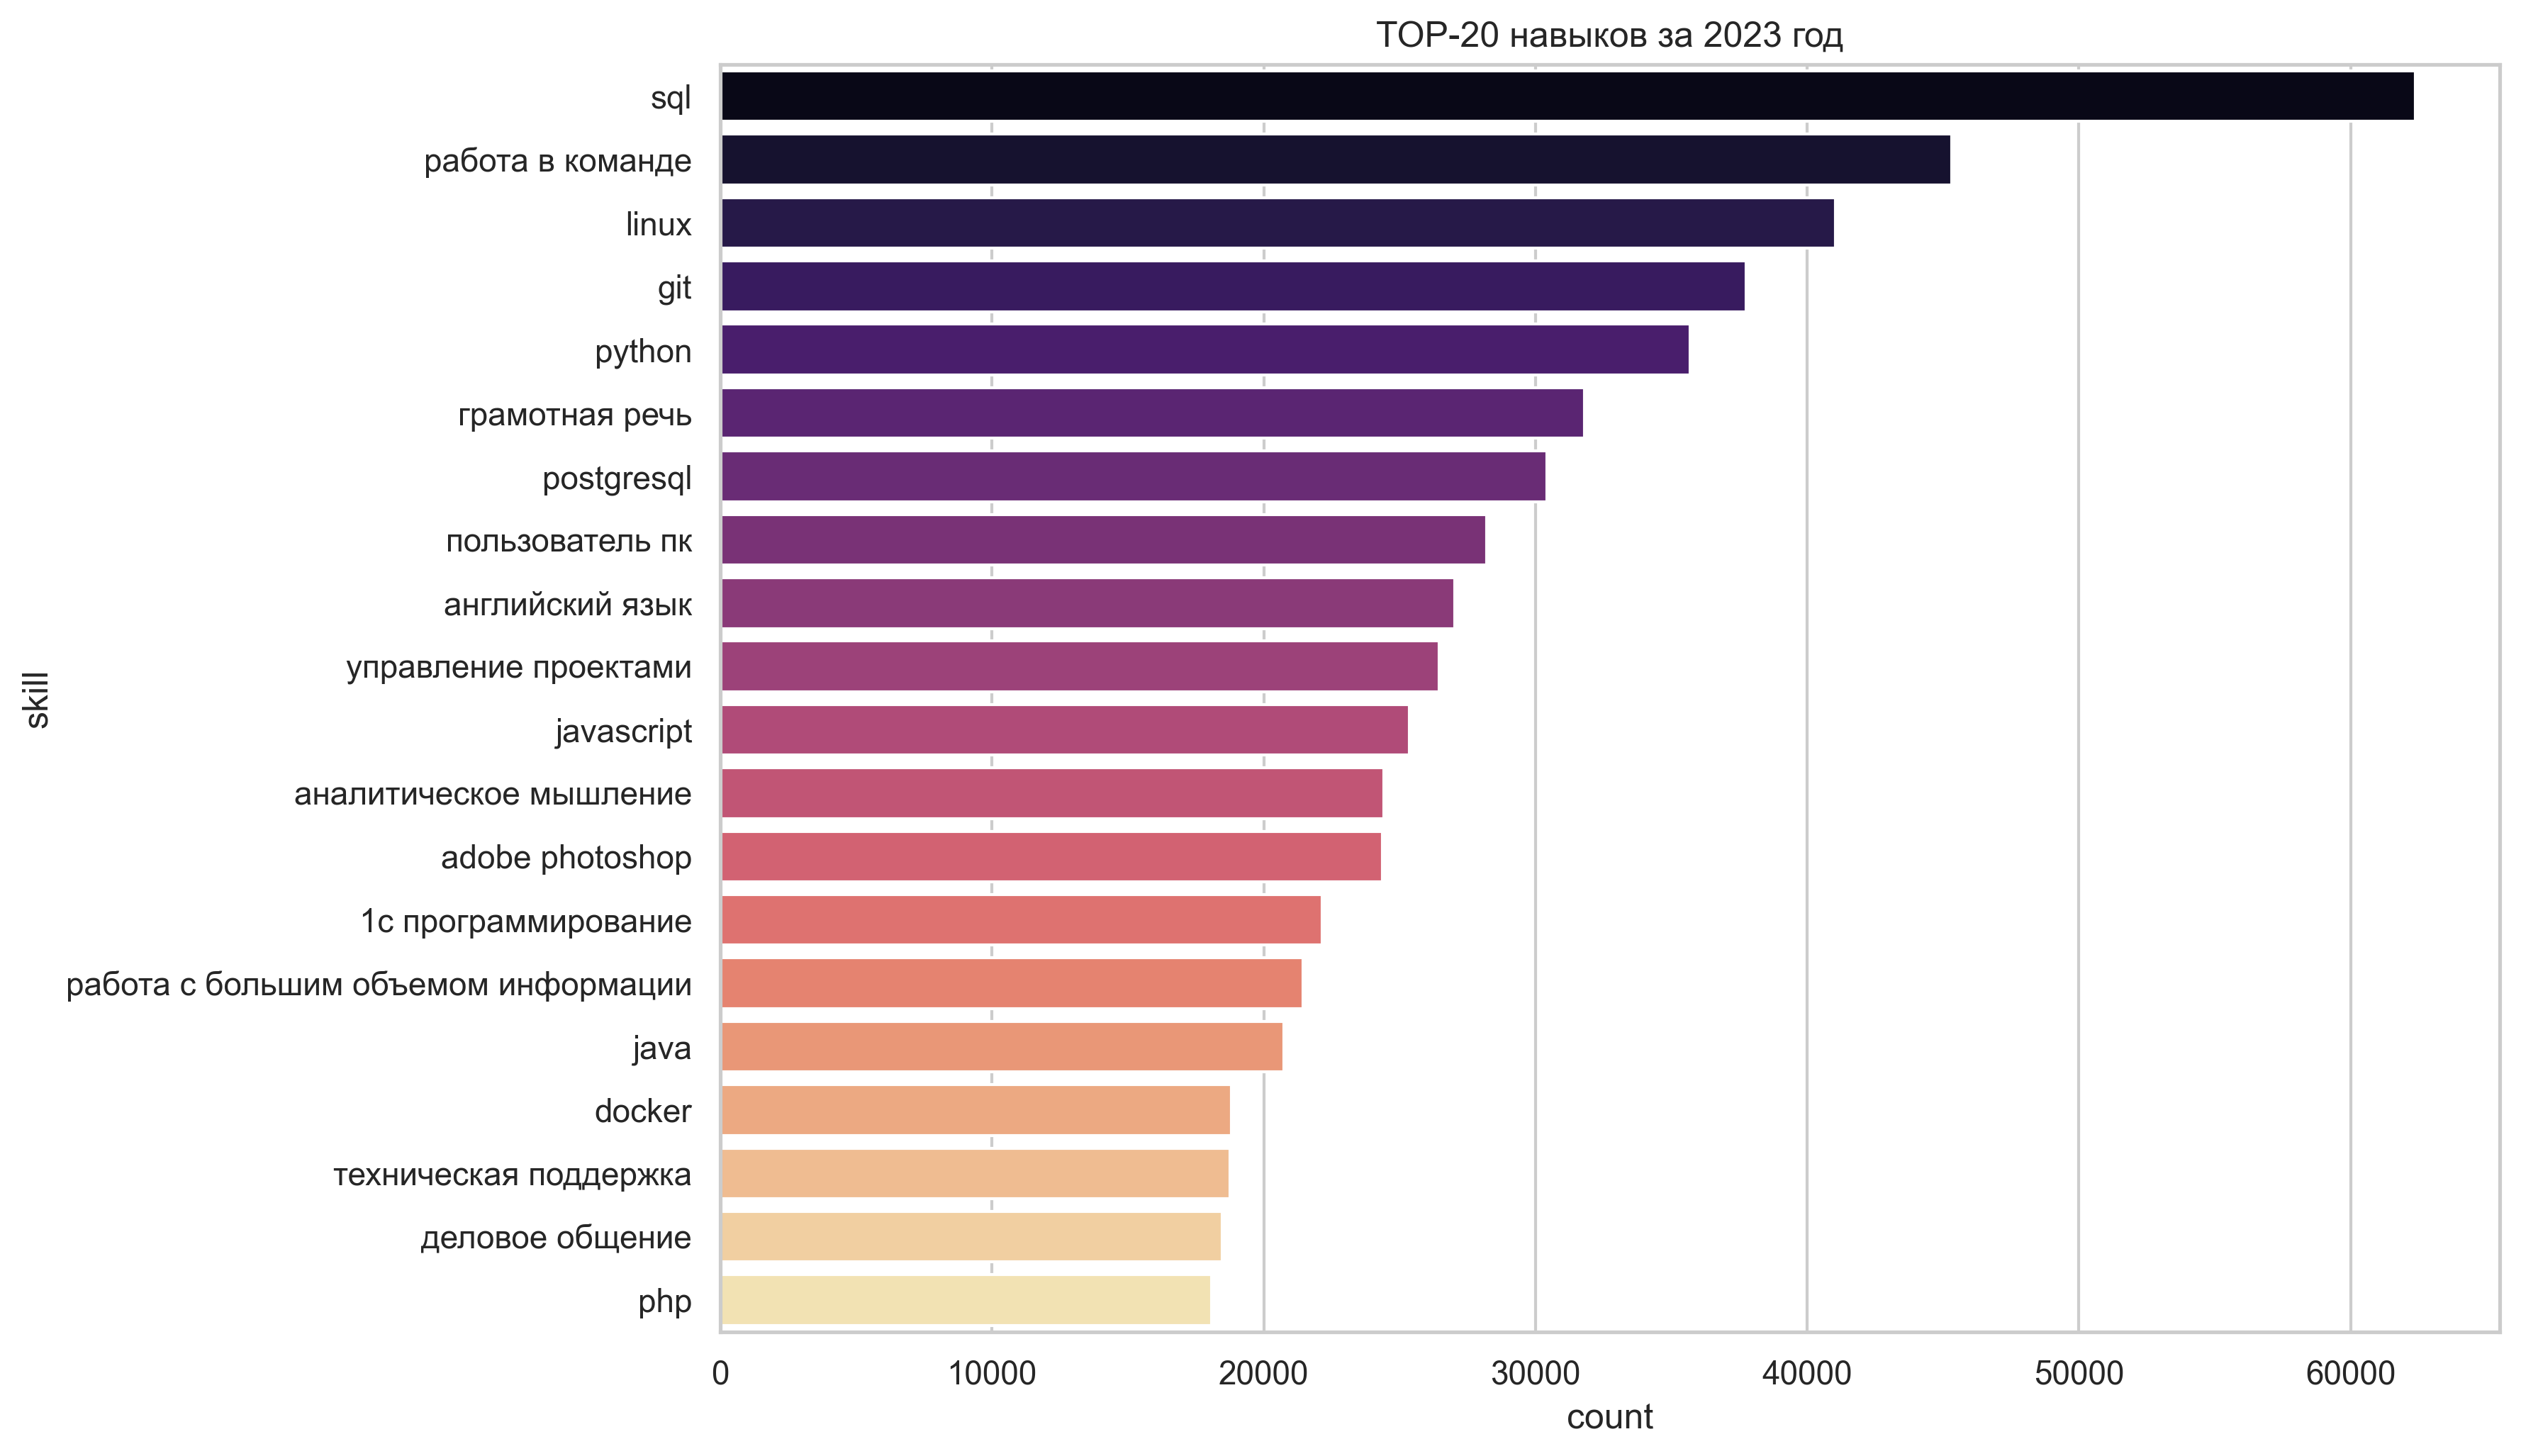 TOP-20 навыков за 2023 год
sql
работа в команде
linux
git
python
грамотная речь
postgresql
пользователь пк
английский язык
управление проектами
javascript
аналитическое мышление
adobe photoshop
1с программирование
работа с большим объемом информации
java
docker
техническая поддержка
деловое общение
php
skill
0 10000 20000 30000 40000 50000 60000
count